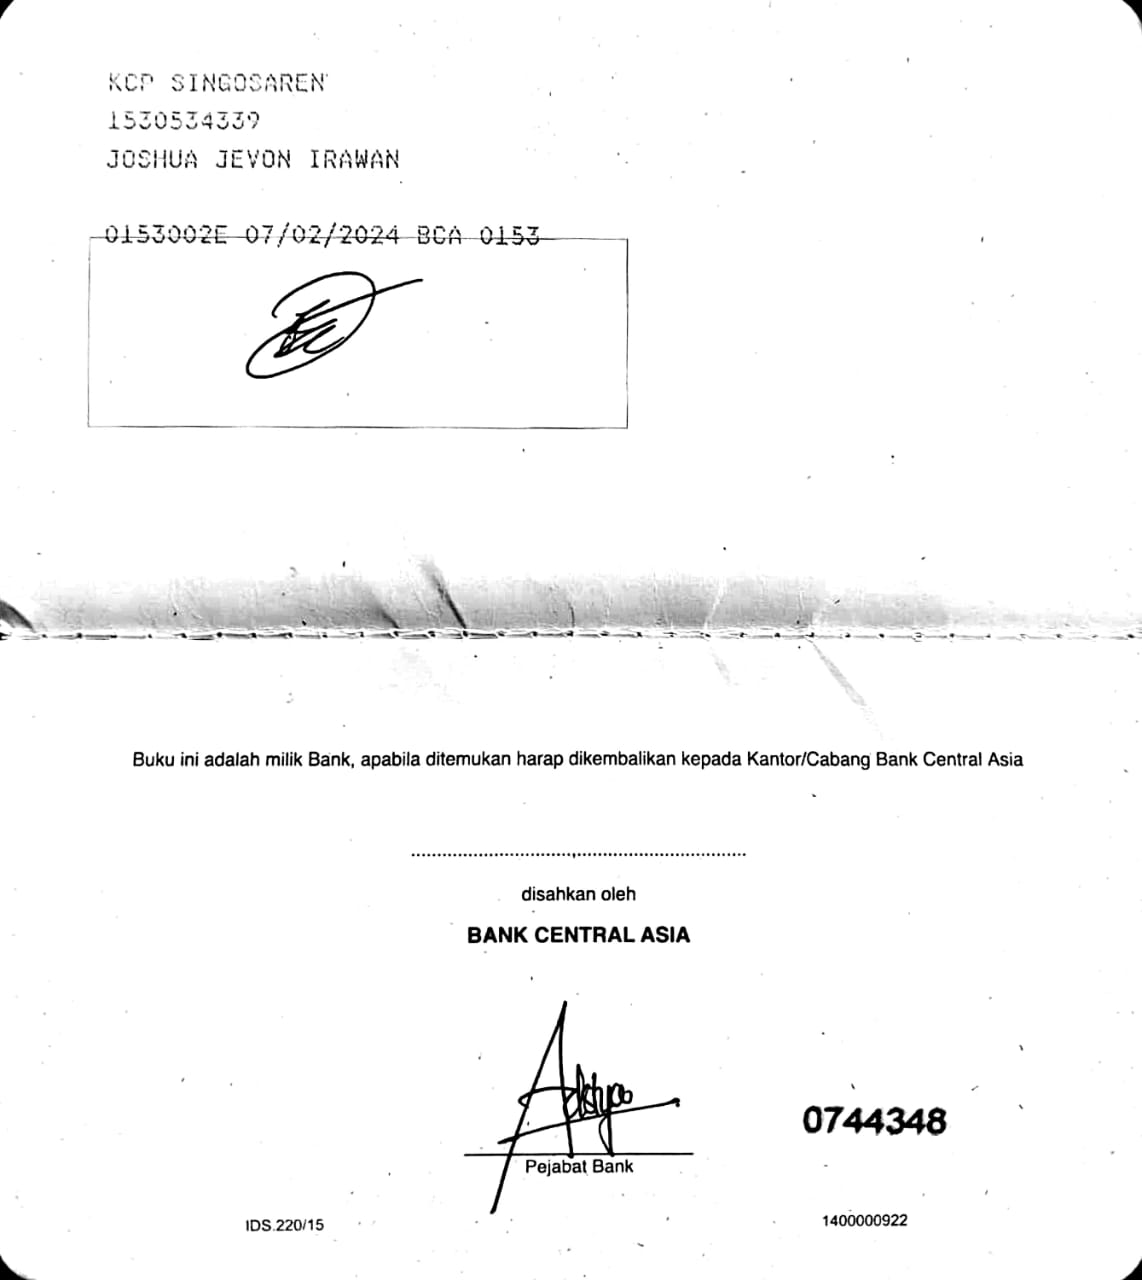 KCP SINGOSAREN
1530534339
JOSHUA JEVON IRAWAN
0153002E 07/02/2024 BCA 0153
Buku ini adalah milik Bank, apabila ditemukan harap dikembalikan kepada Kantor/Cabang Bank Central Asia
disahkan oleh
BANK CENTRAL ASIA
Pejabat Bank
0744348
IDS.220/15
1400000922